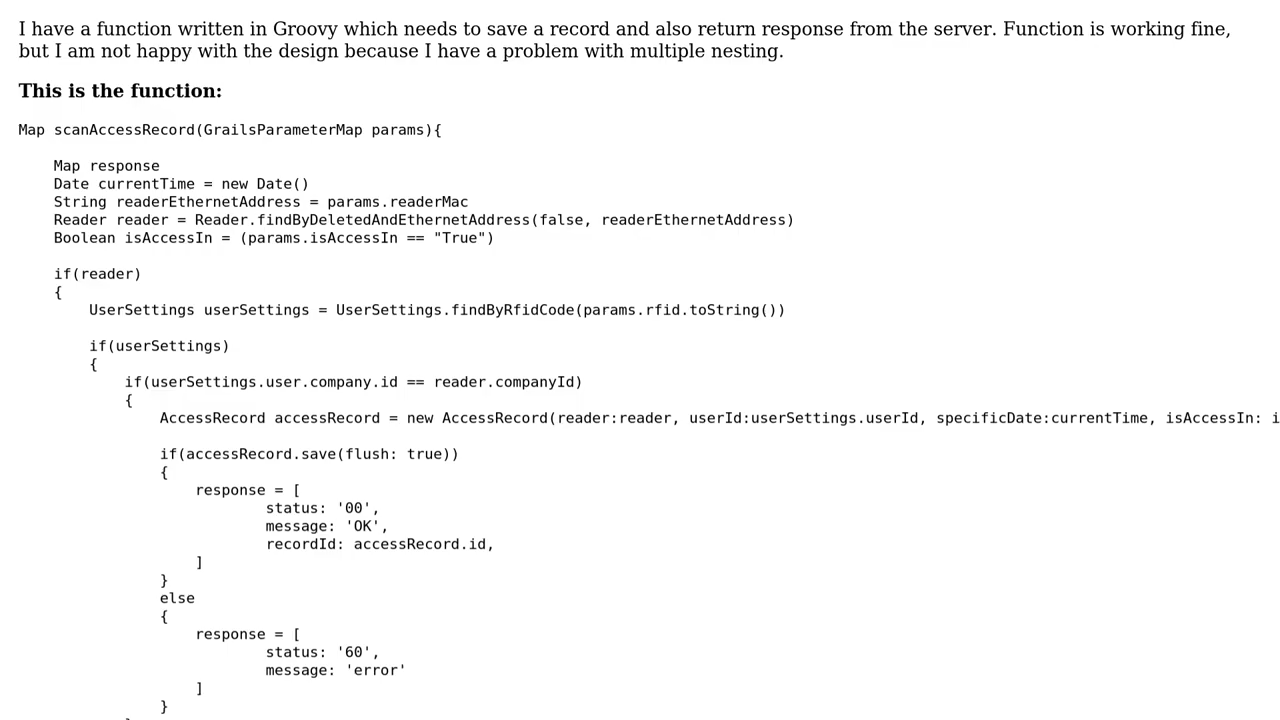 I have a function written in Groovy which needs to save a record and also return response from the server. Function is working fine,
but I am not happy with the design because I have a problem with multiple nesting.
This is the function:
Map scanAccessRecord(GrailsParameterMap params){
    Map response
    Date currentTime = new Date()
    String readerEthernetAddress = params.readerMac
    Reader reader = Reader.findByDeletedAndEthernetAddress(false, readerEthernetAddress)
    Boolean isAccessIn = (params.isAccessIn == "True")
    if(reader)
    {
        UserSettings userSettings = UserSettings.findByRfidCode(params.rfid.toString())
        if(userSettings)
        {
            if(userSettings.user.company.id == reader.companyId)
            {
                AccessRecord accessRecord = new AccessRecord(reader:reader, userId:userSettings.userId, specificDate:currentTime, isAccessIn: i
                if(accessRecord.save(flush: true))
                {
                    response = [
                            status: '00',
                            message: 'OK',
                            recordId: accessRecord.id,
                    ]
                }
                else
                {
                    response = [
                            status: '60',
                            message: 'error'
                    ]
                }